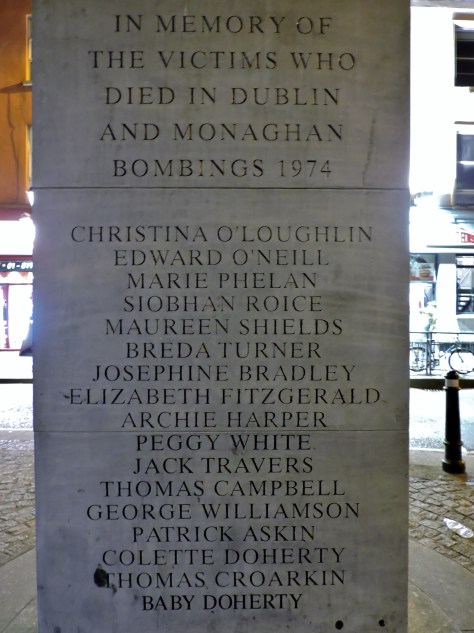 IN MEMORY OF
THE VICTIMS WHO
DIED IN DUBLIN
AND MONAGHAN
BOMBINGS 1974
CHRISTINA O'LOUGHLIN
EDWARD O'NEILL
MARIE PHELAN
SIOBHAN ROICE
MAUREEN SHIELDS
BREDA TURNER
JOSEPHINE BRADLEY
ELIZABETH FITZGERALD
ARCHIE HARPER
PEGGY WHITE
JACK TRAVERS
THOMAS CAMPBELL
GEORGE WILLIAMSON
PATRICK ASKIN
COLETTE DOHERTY
THOMAS CROARKIN
BABY DOHERTY